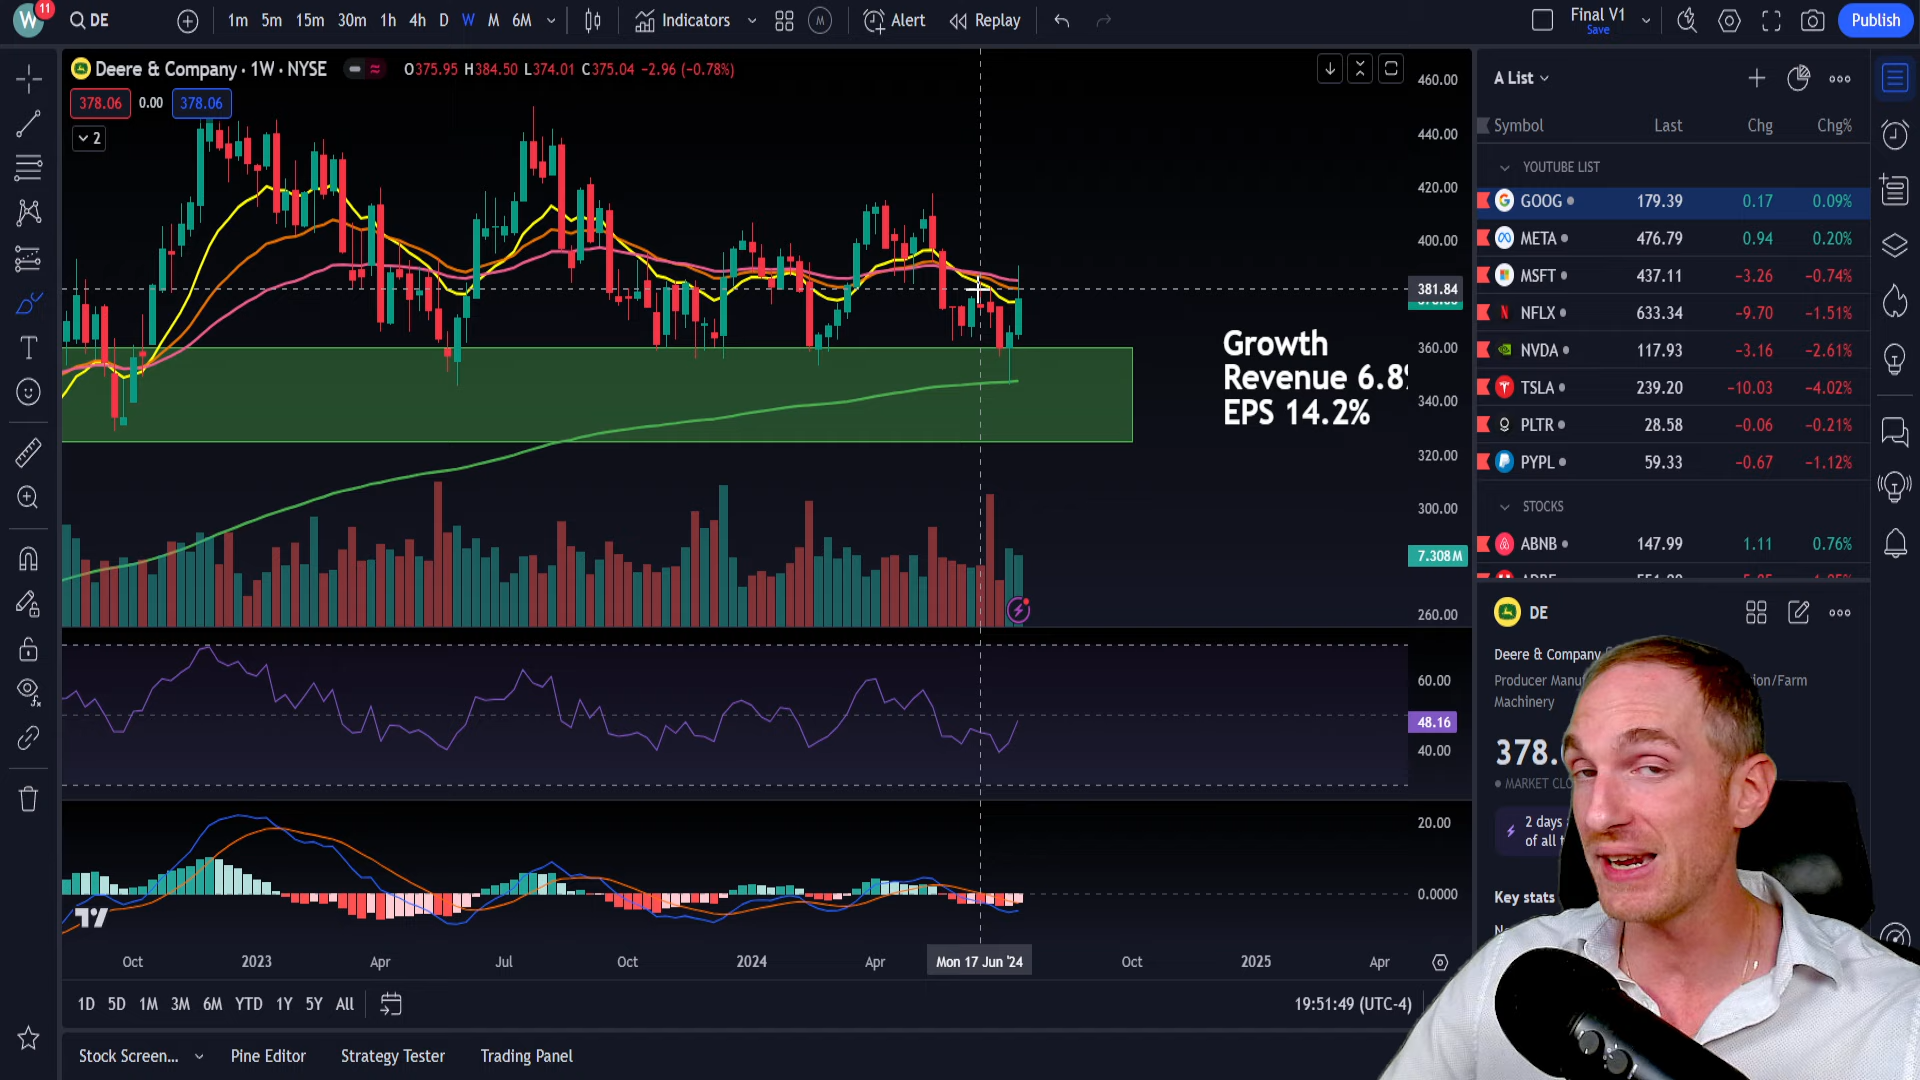 W
11
DE
1m 5m 15m 30m 1h 4h D W M 6M
Indicators
M
Alert
Replay
Final V1
Save
Publish
Deere & Company · 1W · NYSE
O375.95 H384.50 L374.01 C375.04 −2.96 (−0.78%)
378.06 0.00 378.06
2
460.00
440.00
420.00
400.00
381.84
360.00
340.00
320.00
300.00
7.308M
260.00
Growth
Revenue 6.8
EPS 14.2%
60.00
48.16
40.00
20.00
0.0000
Oct 2023 Apr Jul Oct 2024 Apr Mon 17 Jun '24 Oct 2025 Apr
1D 5D 1M 3M 6M YTD 1Y 5Y All
19:51:49 (UTC-4)
Stock Screen... Pine Editor Strategy Tester Trading Panel
A List
Symbol Last Chg Chg%
YOUTUBE LIST
GOOG 179.39 0.17 0.09%
META 476.79 0.94 0.20%
MSFT 437.11 −3.26 −0.74%
NFLX 633.34 −9.70 −1.51%
NVDA 117.93 −3.16 −2.61%
TSLA 239.20 −10.03 −4.02%
PLTR 28.58 −0.06 −0.21%
PYPL 59.33 −0.67 −1.12%
STOCKS
ABNB 147.99 1.11 0.76%
DE
Deere & Company
Producer Manu
ion/Farm
Machinery
378.
MARKET CLO
2 days
of all
Key stats